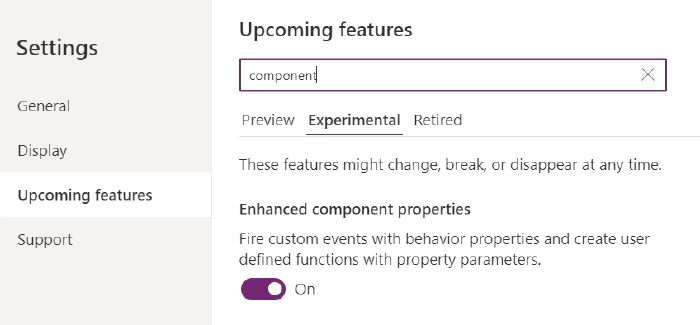 Settings
General
Display
Upcoming features
Support
Upcoming features
component
Preview Experimental Retired
These features might change, break, or disappear at any time.
Enhanced component properties
Fire custom events with behavior properties and create user
defined functions with property parameters.
On